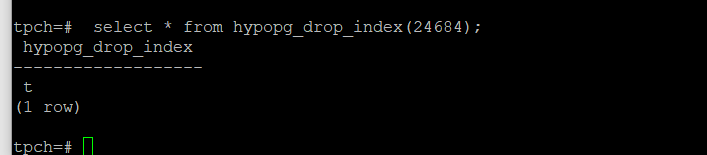 tpch=#  select * from hypopg_drop_index(24684);
 hypopg_drop_index
-------------------
 t
(1 row)
tpch=#